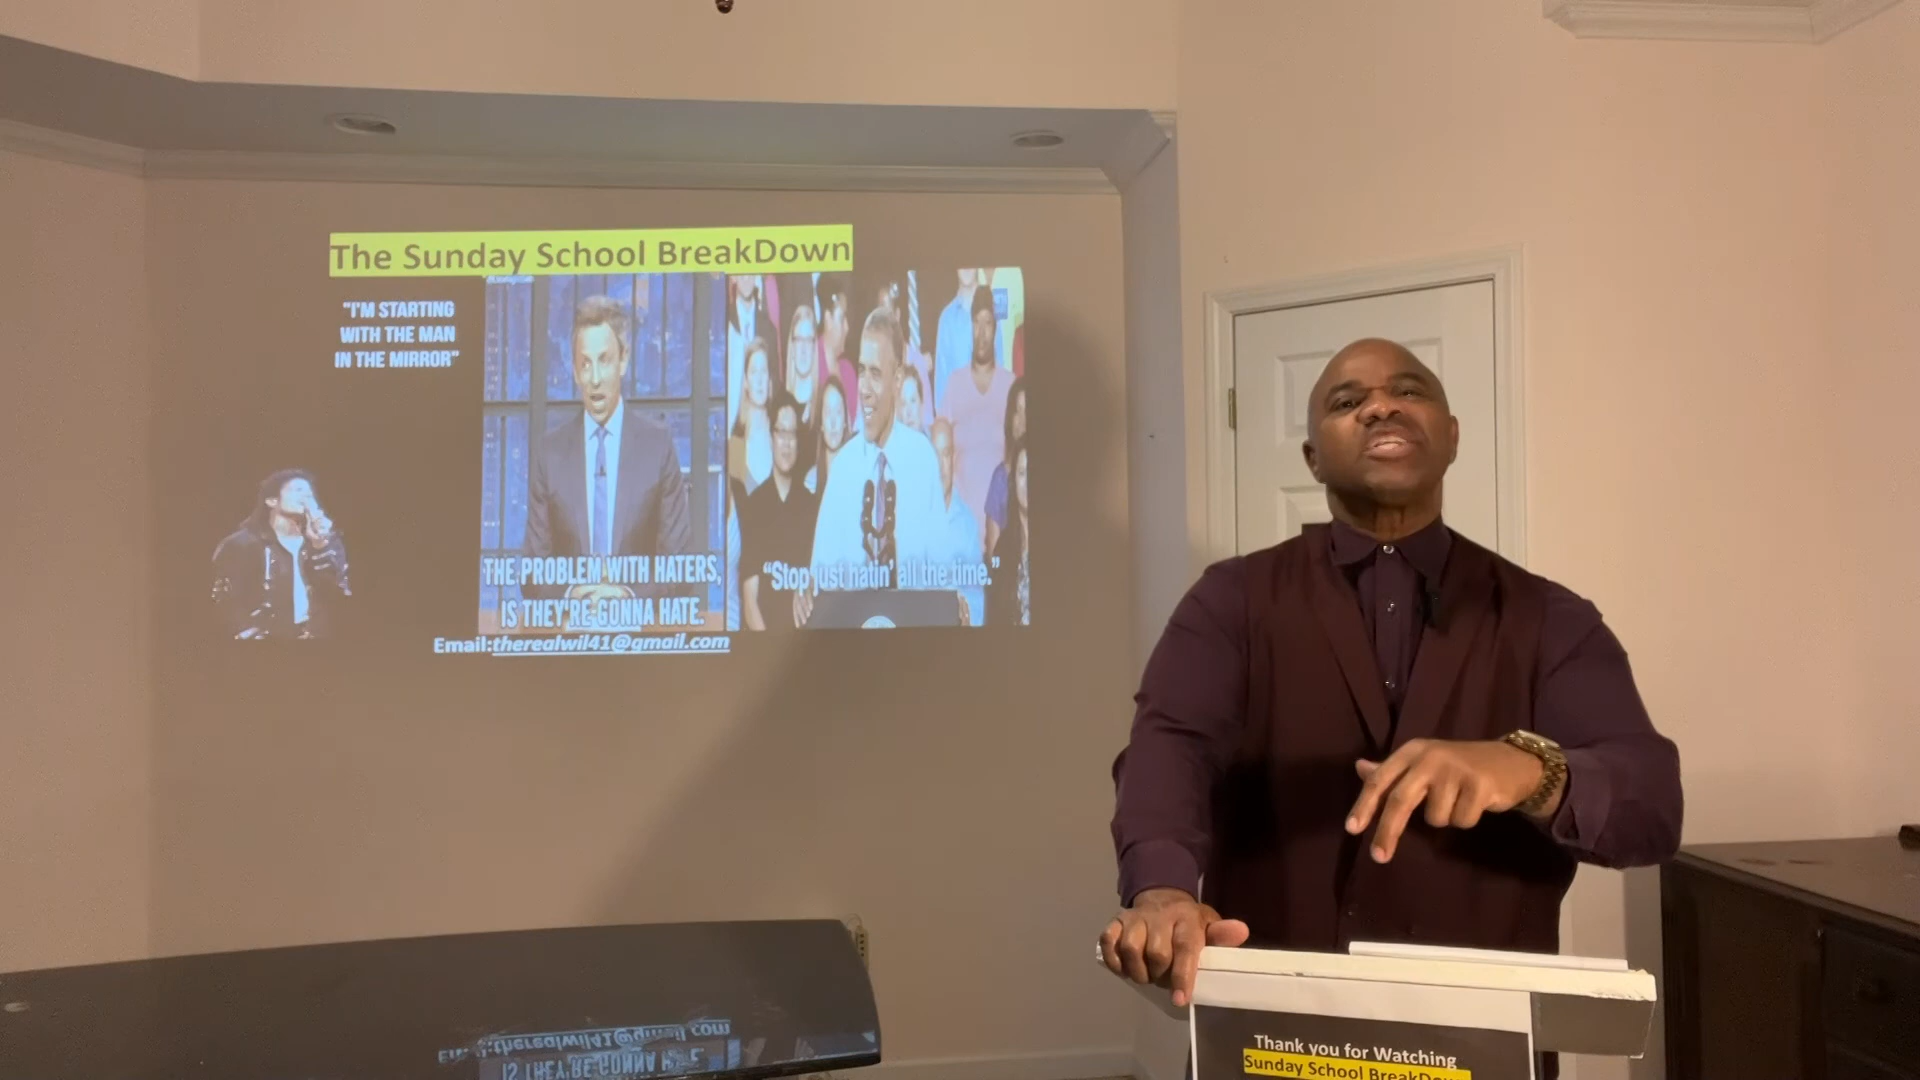 The Sunday School BreakDown
"I'M STARTING
WITH THE MAN
IN THE MIRROR"
THE PROBLEM WITH HATERS,
IS THEY'RE GONNA HATE.
“Stop just hatin’ all the time.”
Email:therealwil41@gmail.com
Thank you for Watching
Sunday School BreakDown